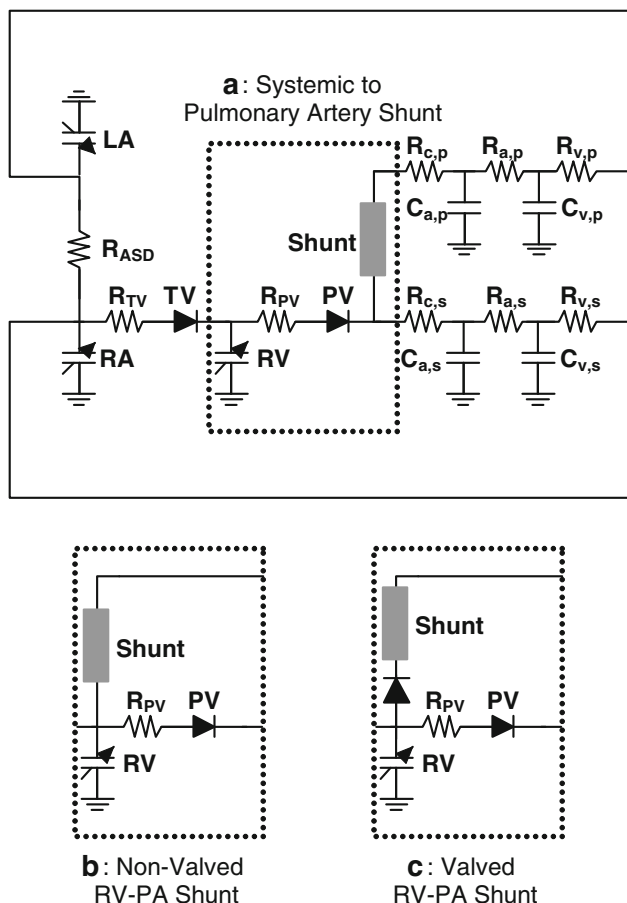 a: Systemic to
Pulmonary Artery Shunt
LA
R_ASD
R_TV TV
RA
Shunt
R_PV PV
RV
R_c,p R_a,p R_v,p
C_a,p C_v,p
R_c,s R_a,s R_v,s
C_a,s C_v,s
Shunt
R_PV PV
RV
b: Non-Valved
RV-PA Shunt
Shunt
R_PV PV
RV
c: Valved
RV-PA Shunt